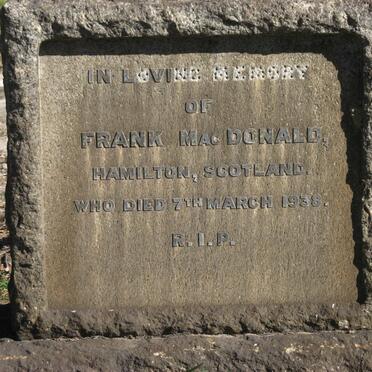 IN LOVING MEMORY
OF
FRANK MAC DONALD,
HAMILTON, SCOTLAND.
WHO DIED 7TH MARCH 1938.
R.I.P.